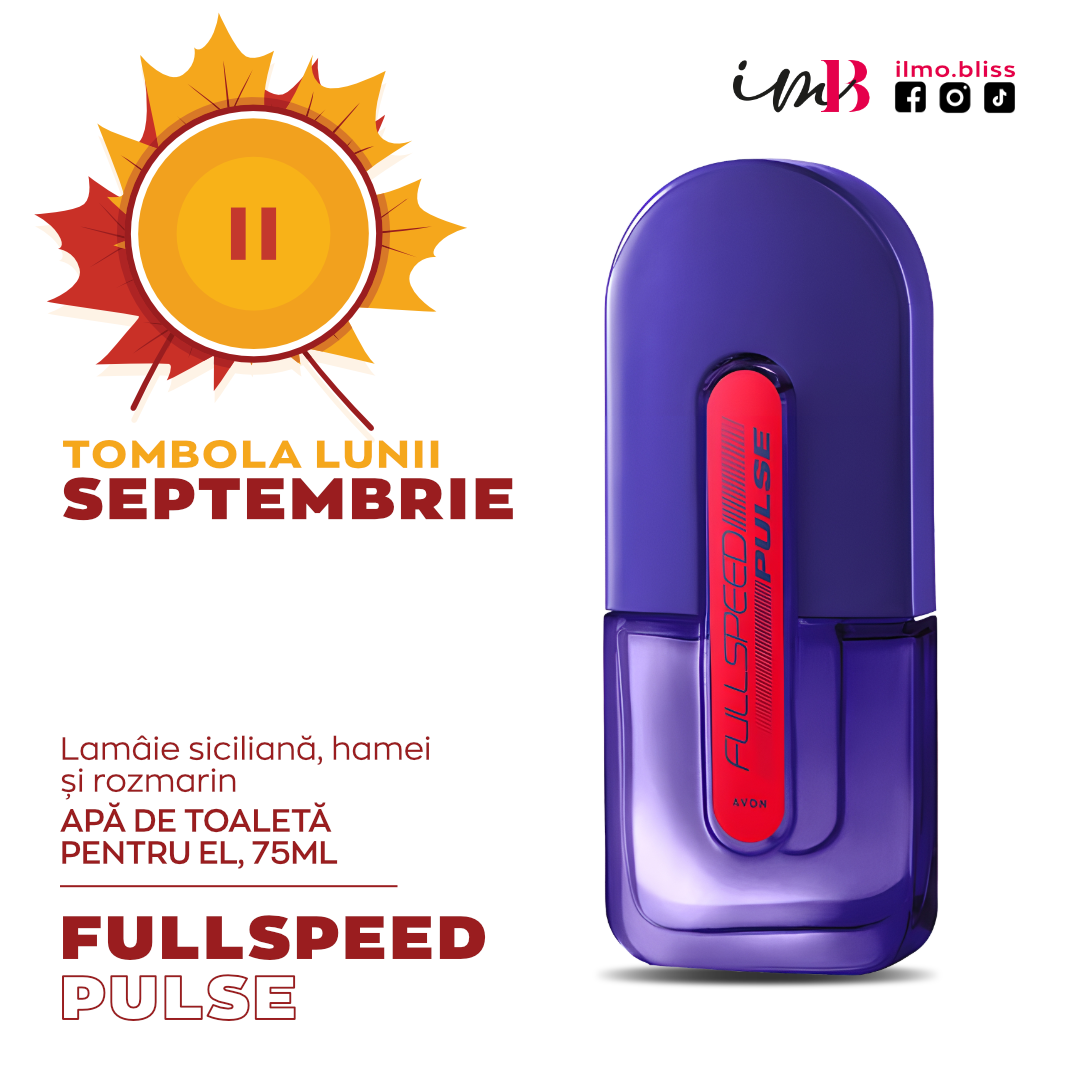 imB
ilmo.bliss
II
TOMBOLA LUNII
SEPTEMBRIE
FULLSPEED
PULSE
AVON
Lamâie siciliană, hamei
și rozmarin
APĂ DE TOALETĂ
PENTRU EL, 75ML
FULLSPEED
PULSE